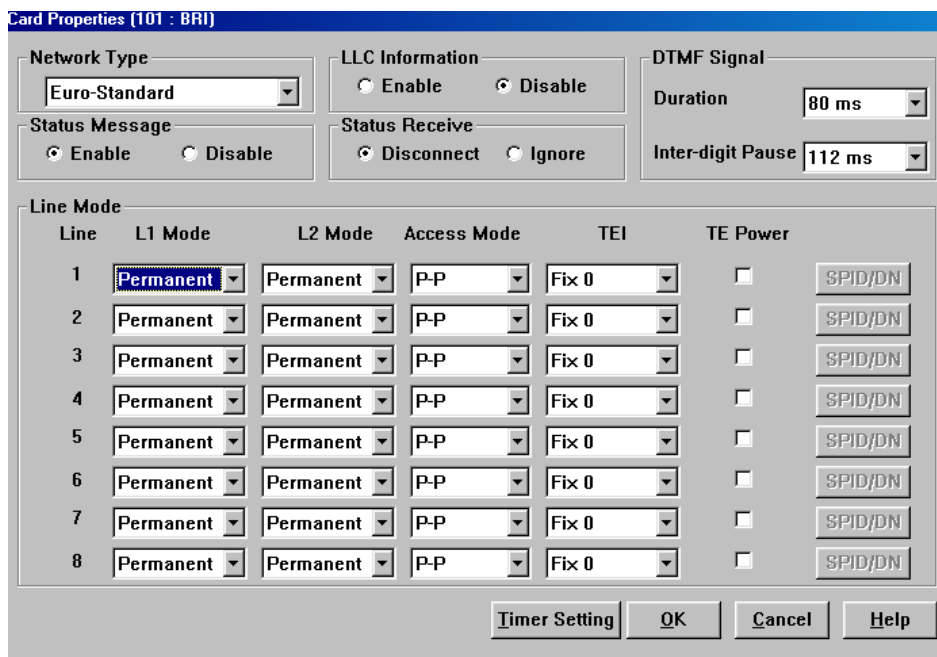 Card Properties (101 : BRI)
Network Type
Euro-Standard
LLC Information
Enable Disable
DTMF Signal
Duration 80 ms
Inter-digit Pause 112 ms
Status Message
Enable Disable
Status Receive
Disconnect Ignore
Line Mode
Line L1 Mode L2 Mode Access Mode TEI TE Power
1 Permanent Permanent P-P Fix 0 SPID/DN
2 Permanent Permanent P-P Fix 0 SPID/DN
3 Permanent Permanent P-P Fix 0 SPID/DN
4 Permanent Permanent P-P Fix 0 SPID/DN
5 Permanent Permanent P-P Fix 0 SPID/DN
6 Permanent Permanent P-P Fix 0 SPID/DN
7 Permanent Permanent P-P Fix 0 SPID/DN
8 Permanent Permanent P-P Fix 0 SPID/DN
Timer Setting OK Cancel Help